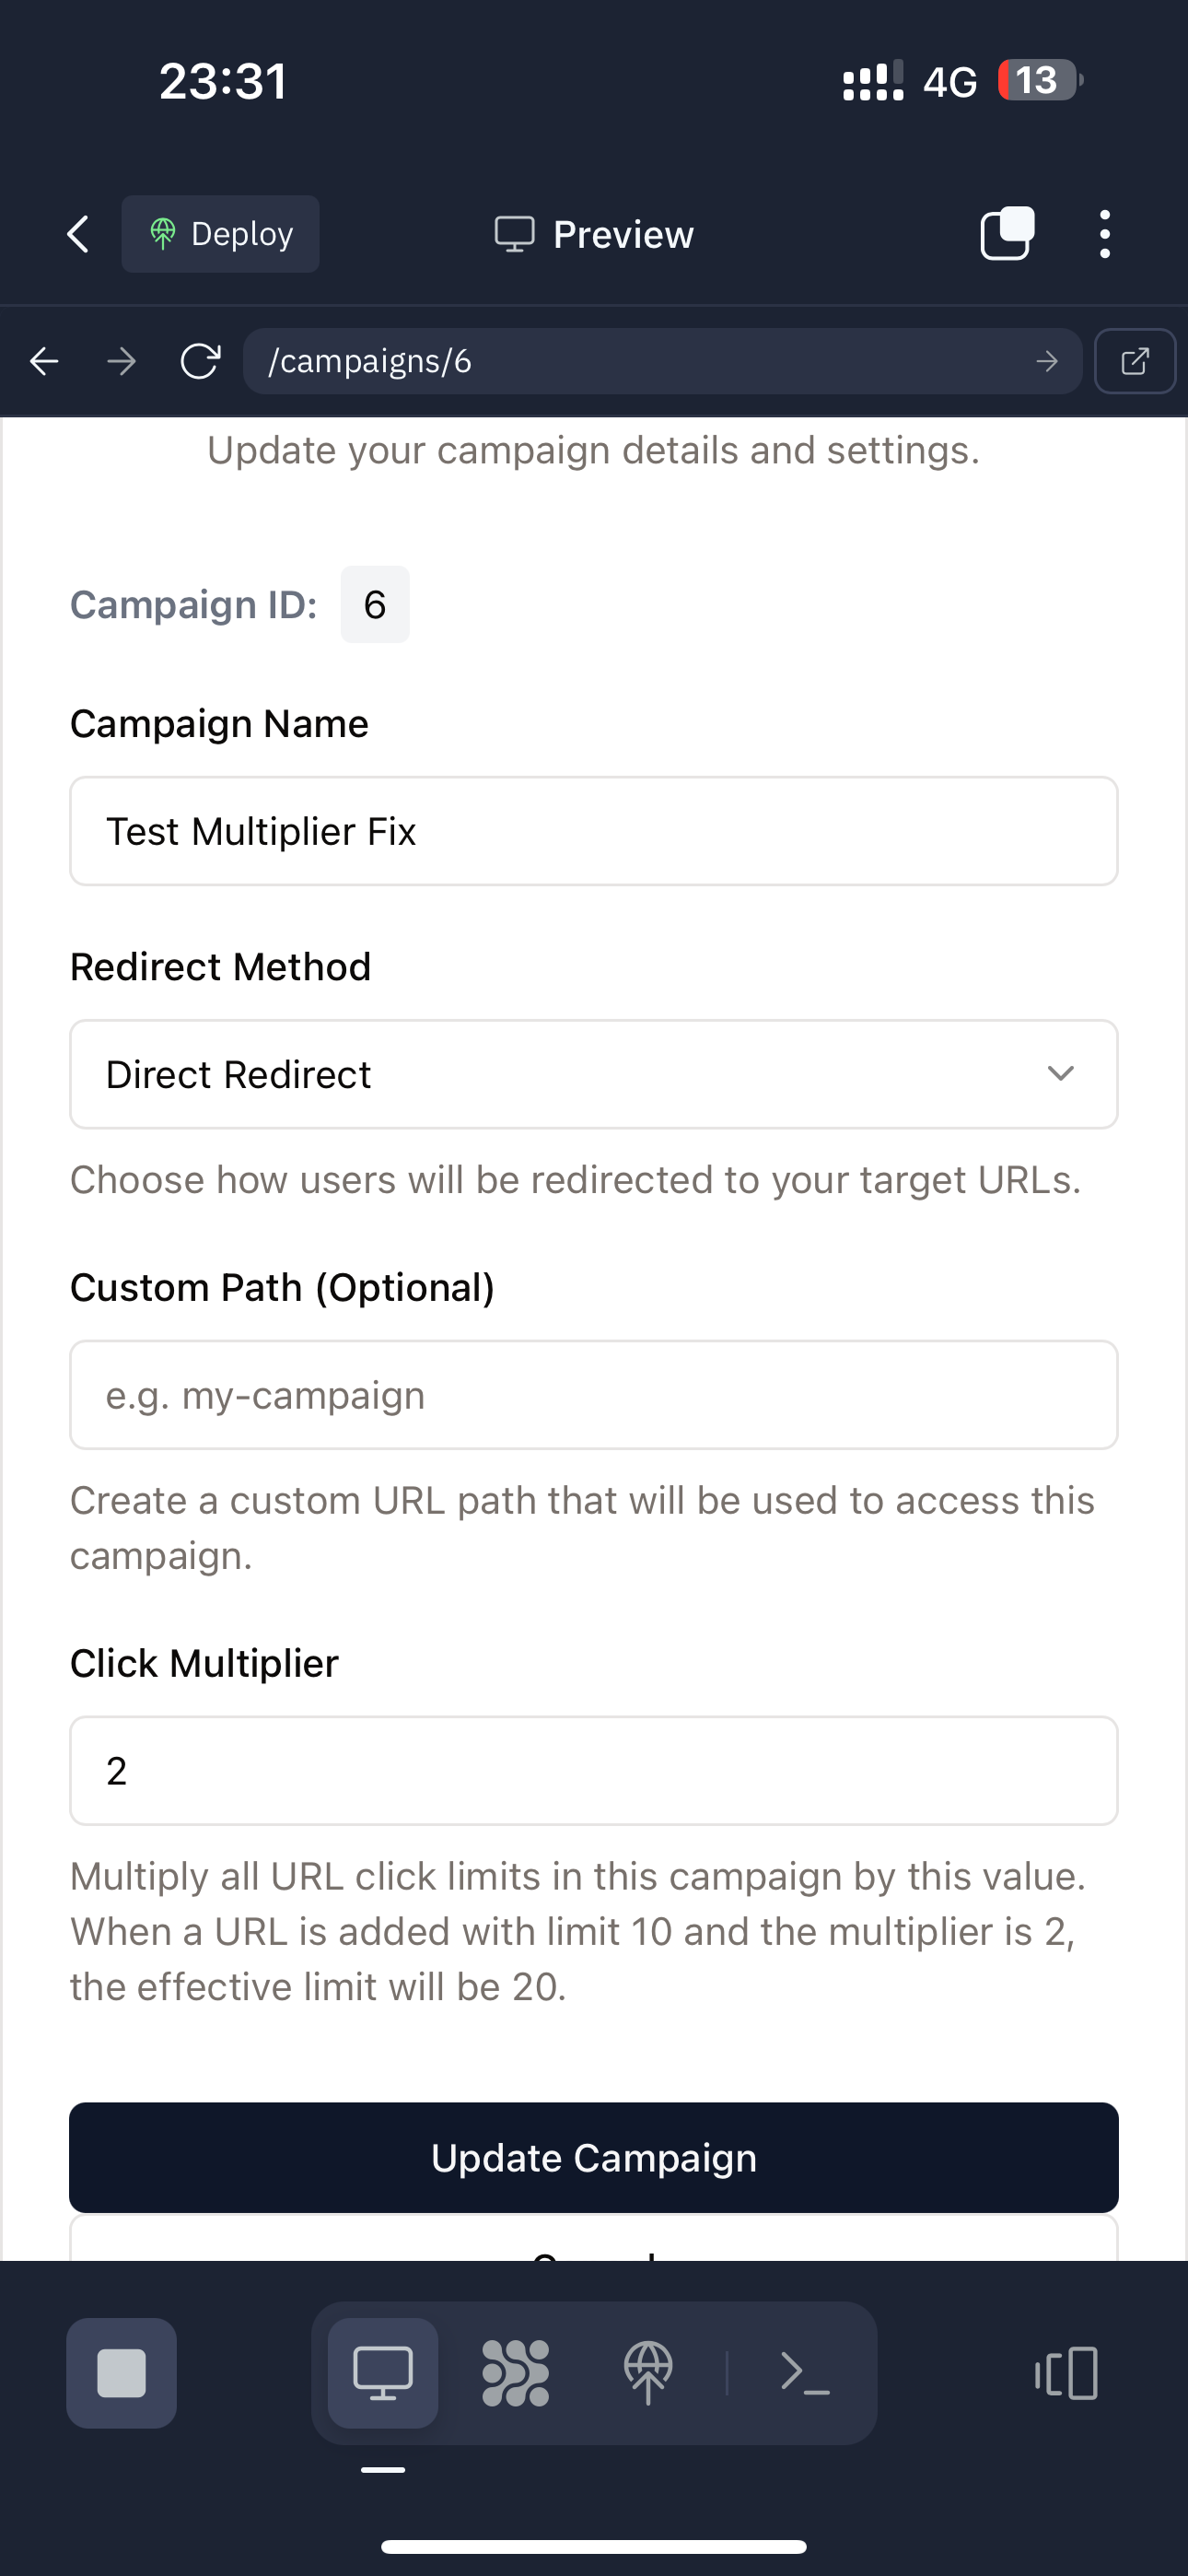 23:31
4G
13
Deploy
Preview
/campaigns/6
Update your campaign details and settings.
Campaign ID: 6
Campaign Name
Test Multiplier Fix
Redirect Method
Direct Redirect
Choose how users will be redirected to your target URLs.
Custom Path (Optional)
e.g. my-campaign
Create a custom URL path that will be used to access this
campaign.
Click Multiplier
2
Multiply all URL click limits in this campaign by this value.
When a URL is added with limit 10 and the multiplier is 2,
the effective limit will be 20.
Update Campaign